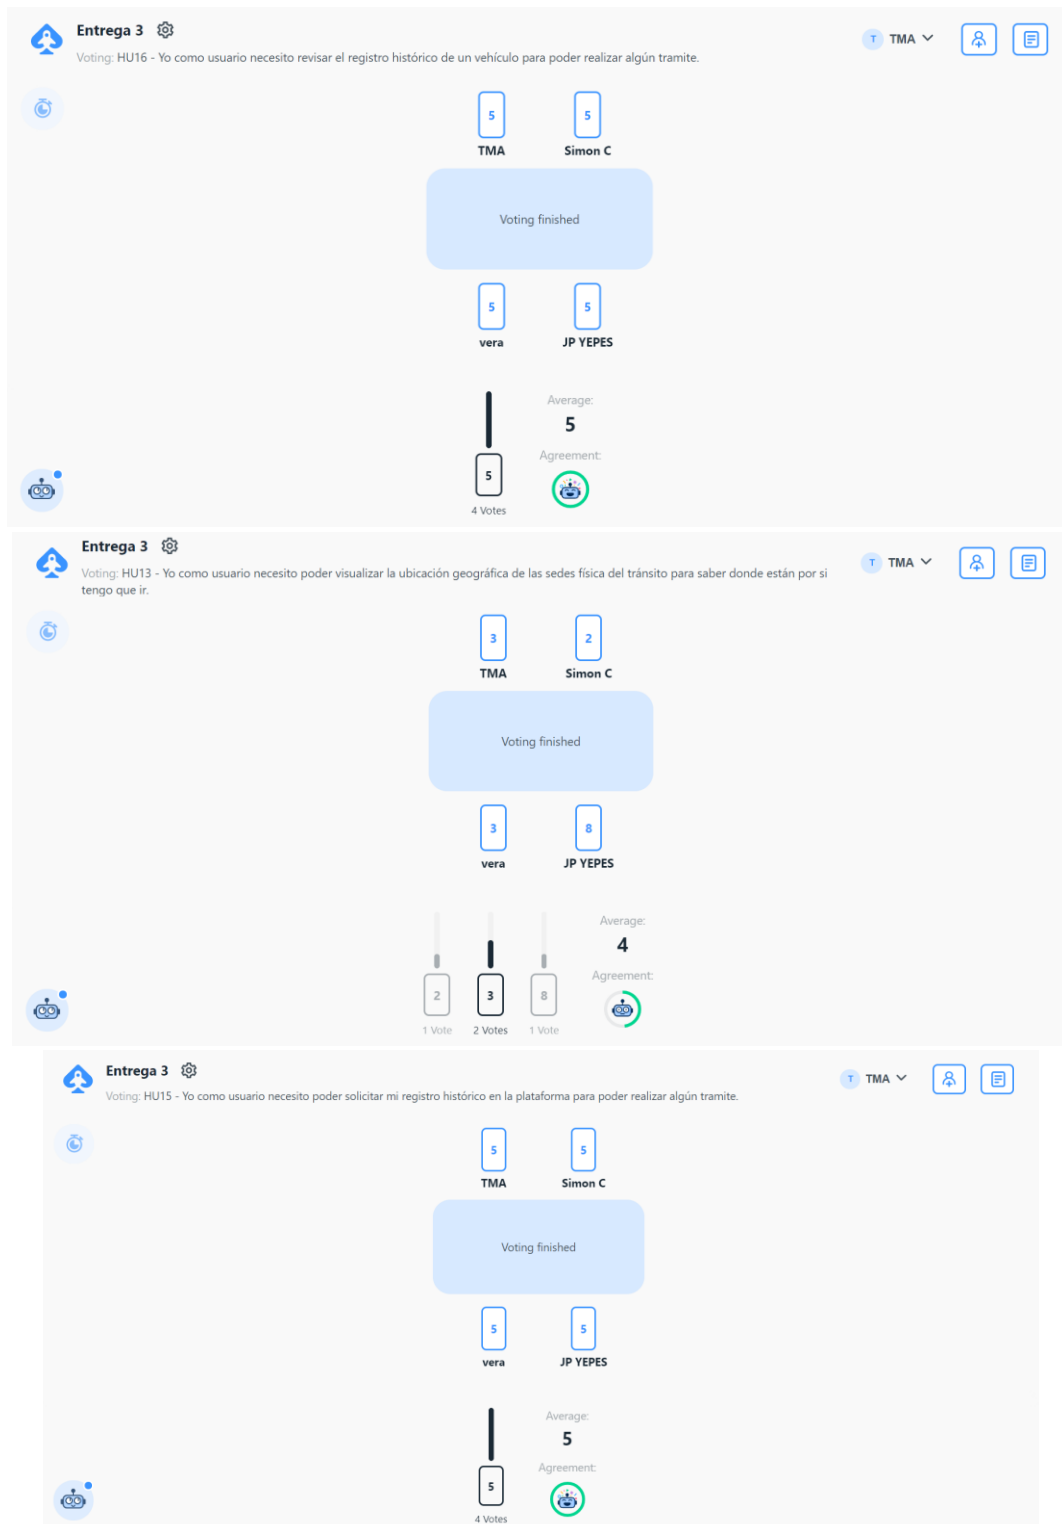 Entrega 3
T TMA
Voting: HU16 - Yo como usuario necesito revisar el registro histórico de un vehículo para poder realizar algún tramite.
5 5
TMA Simon C
Voting finished
5 5
vera JP YEPES
Average:
5
Agreement:
5
4 Votes
Entrega 3
T TMA
Voting: HU13 - Yo como usuario necesito poder visualizar la ubicación geográfica de las sedes física del tránsito para saber donde están por si
tengo que ir.
3 2
TMA Simon C
Voting finished
3 8
vera JP YEPES
Average:
4
Agreement:
2 3 8
1 Vote 2 Votes 1 Vote
Entrega 3
T TMA
Voting: HU15 - Yo como usuario necesito poder solicitar mi registro histórico en la plataforma para poder realizar algún tramite.
5 5
TMA Simon C
Voting finished
5 5
vera JP YEPES
Average:
5
Agreement:
5
4 Votes